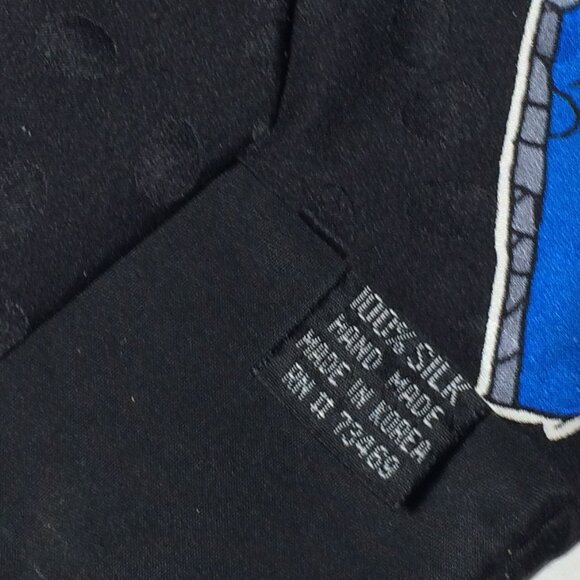 100% SILK
HAND MADE
MADE IN KOREA
RN # 73469